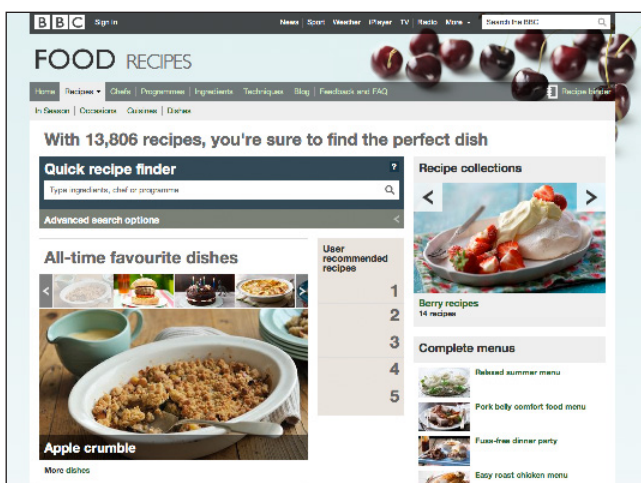 BBC Sign in News Sport Weather iPlayer TV Radio More Search the BBC
FOOD RECIPES
Home Recipes Chefs Programmes Ingredients Techniques Blog Feedback and FAQ Recipe binder
In Season Occasions Cuisines Dishes
With 13,806 recipes, you're sure to find the perfect dish
Quick recipe finder ?
Type ingredients, chef or programme
Advanced search options
All-time favourite dishes
Apple crumble
More dishes
User
recommended
recipes
1
2
3
4
5
Recipe collections
Berry recipes
14 recipes
Complete menus
Relaxed summer menu
Pork belly comfort food menu
Fuss-free dinner party
Easy roast chicken menu